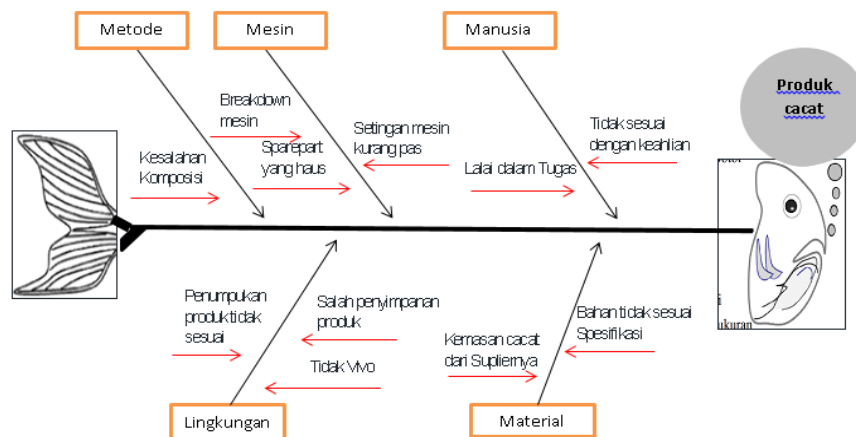 Metode
Mesin
Manusia
Produk
cacat
Breakdown
mesin
Setingan mesin
kurang pas
Tidak sesuai
dengan keahlian
Kesalahan
Komposisi
Sparepart
yang haus
Lalai dalam Tugas
Penumpukan
produk tidak
sesuai
Salah penyimpanan
produk
Tidak Vivo
Kemasan cacat
dari Supliernya
Bahan tidak sesuai
Spesifikasi
ukuran
Lingkungan
Material